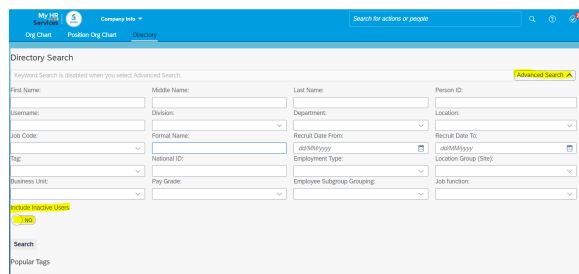 My HR
Services
S
Company Info
Search for actions or people
Org Chart Position Org Chart Directory
Directory Search
Keyword Search is disabled when you select Advanced Search.
Advanced Search
First Name: Middle Name: Last Name: Person ID:
Username: Division: Department: Location:
Job Code: Formal Name: Recruit Date From: Recruit Date To:
dd/MM/yyyy dd/MM/yyyy
Tag: National ID: Employment Type: Location Group (Site):
Business Unit: Pay Grade: Employee Subgroup Grouping: Job function:
Include Inactive Users
NO
Search
Popular Tags